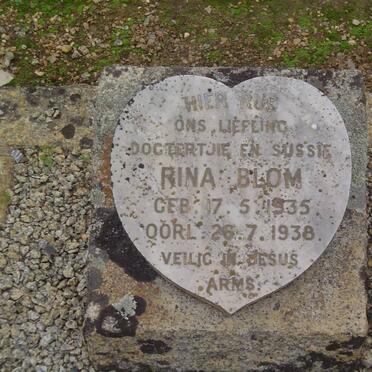 HIER RUS
ONS LIEFLING
DOGTERTJIE EN SUSSIE
RINA BLOM
GEB. 17.5.1935
OORL. 26.7.1938
VEILIG IN JESUS
ARMS